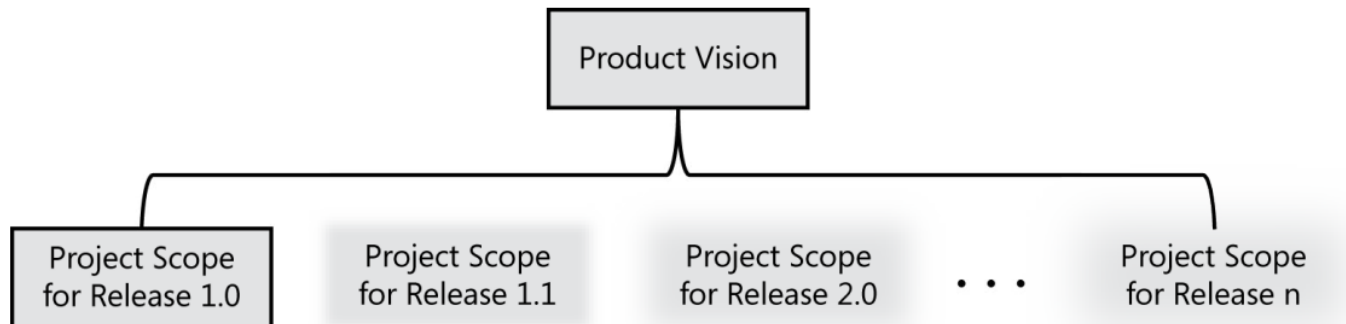 Product Vision
Project Scope
for Release 1.0
Project Scope
for Release 1.1
Project Scope
for Release 2.0
. . .
Project Scope
for Release n